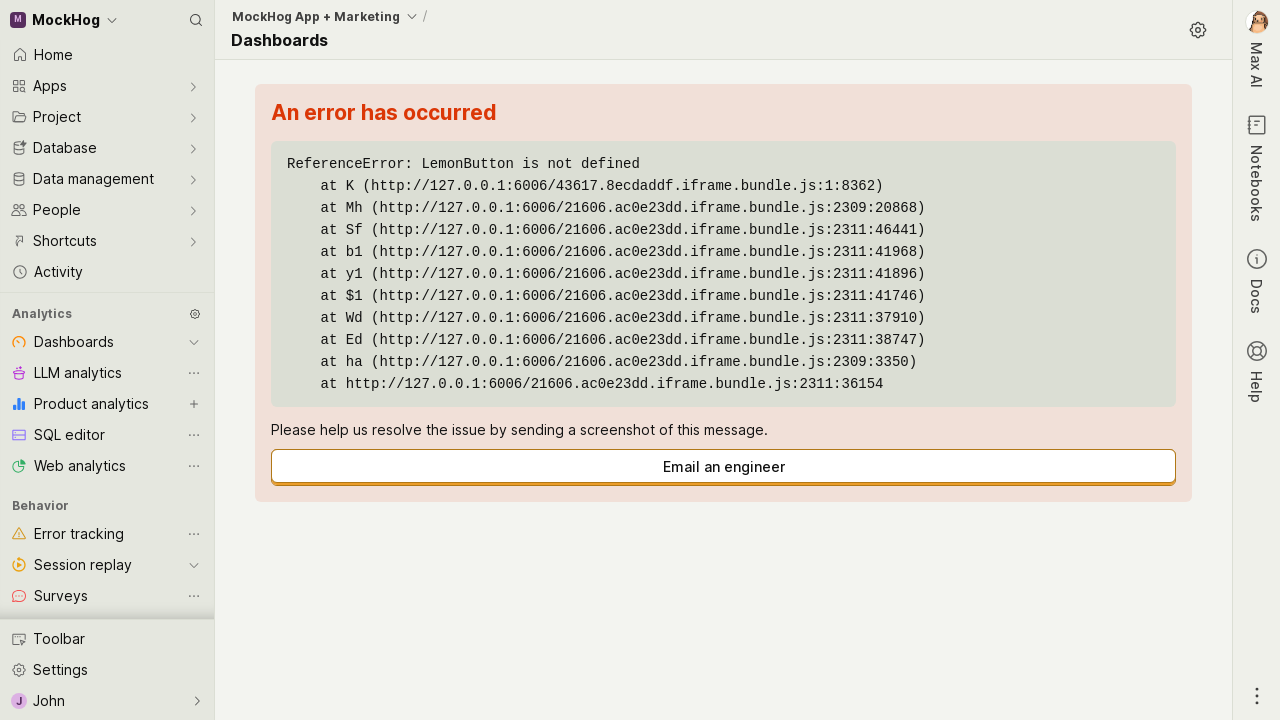 M MockHog
Home
Apps
Project
Database
Data management
People
Shortcuts
Activity
Analytics
Dashboards
LLM analytics
Product analytics
SQL editor
Web analytics
Behavior
Error tracking
Session replay
Surveys
Toolbar
Settings
J John
MockHog App + Marketing /
Dashboards
An error has occurred
ReferenceError: LemonButton is not defined
    at K (http://127.0.0.1:6006/43617.8ecdaddf.iframe.bundle.js:1:8362)
    at Mh (http://127.0.0.1:6006/21606.ac0e23dd.iframe.bundle.js:2309:20868)
    at Sf (http://127.0.0.1:6006/21606.ac0e23dd.iframe.bundle.js:2311:46441)
    at b1 (http://127.0.0.1:6006/21606.ac0e23dd.iframe.bundle.js:2311:41968)
    at y1 (http://127.0.0.1:6006/21606.ac0e23dd.iframe.bundle.js:2311:41896)
    at $1 (http://127.0.0.1:6006/21606.ac0e23dd.iframe.bundle.js:2311:41746)
    at Wd (http://127.0.0.1:6006/21606.ac0e23dd.iframe.bundle.js:2311:37910)
    at Ed (http://127.0.0.1:6006/21606.ac0e23dd.iframe.bundle.js:2311:38747)
    at ha (http://127.0.0.1:6006/21606.ac0e23dd.iframe.bundle.js:2309:3350)
    at http://127.0.0.1:6006/21606.ac0e23dd.iframe.bundle.js:2311:36154
Please help us resolve the issue by sending a screenshot of this message.
Email an engineer
Max AI
Notebooks
Docs
Help